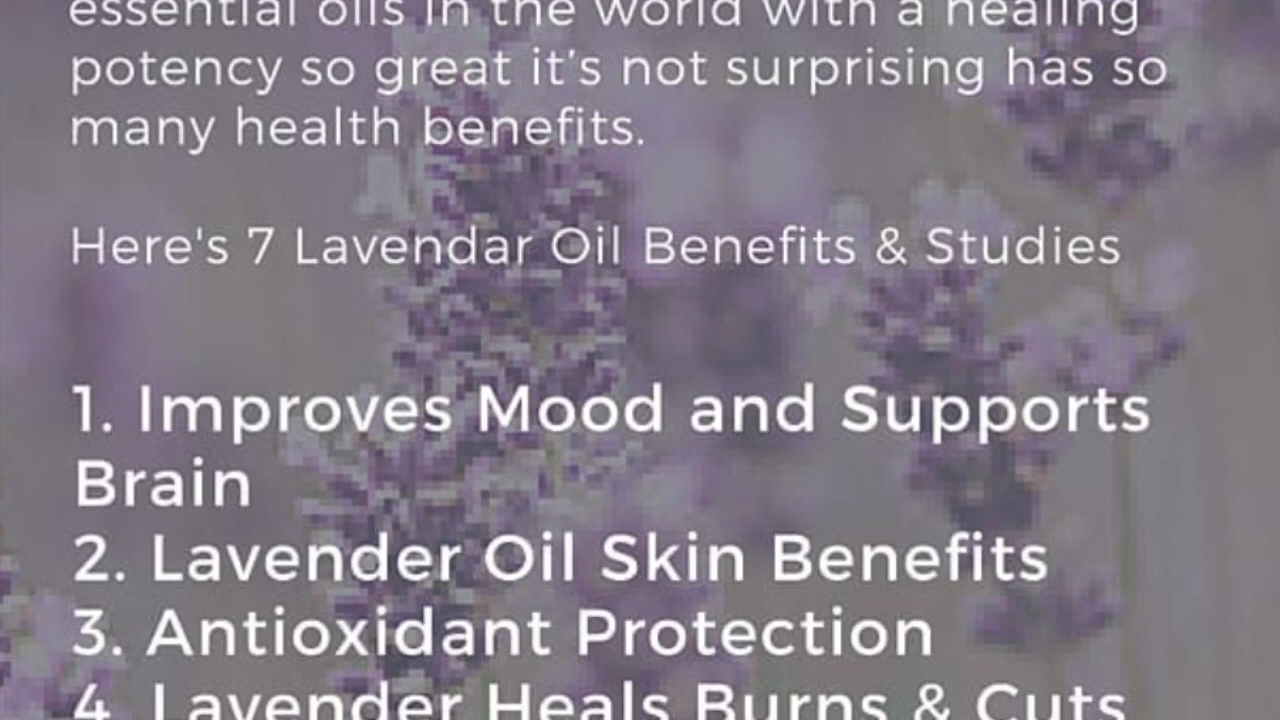 essential oils in the world with a healing
potency so great it's not surprising has so
many health benefits.
Here's 7 Lavendar Oil Benefits & Studies
1. Improves Mood and Supports
Brain
2. Lavender Oil Skin Benefits
3. Antioxidant Protection
4. Lavender Heals Burns & Cuts